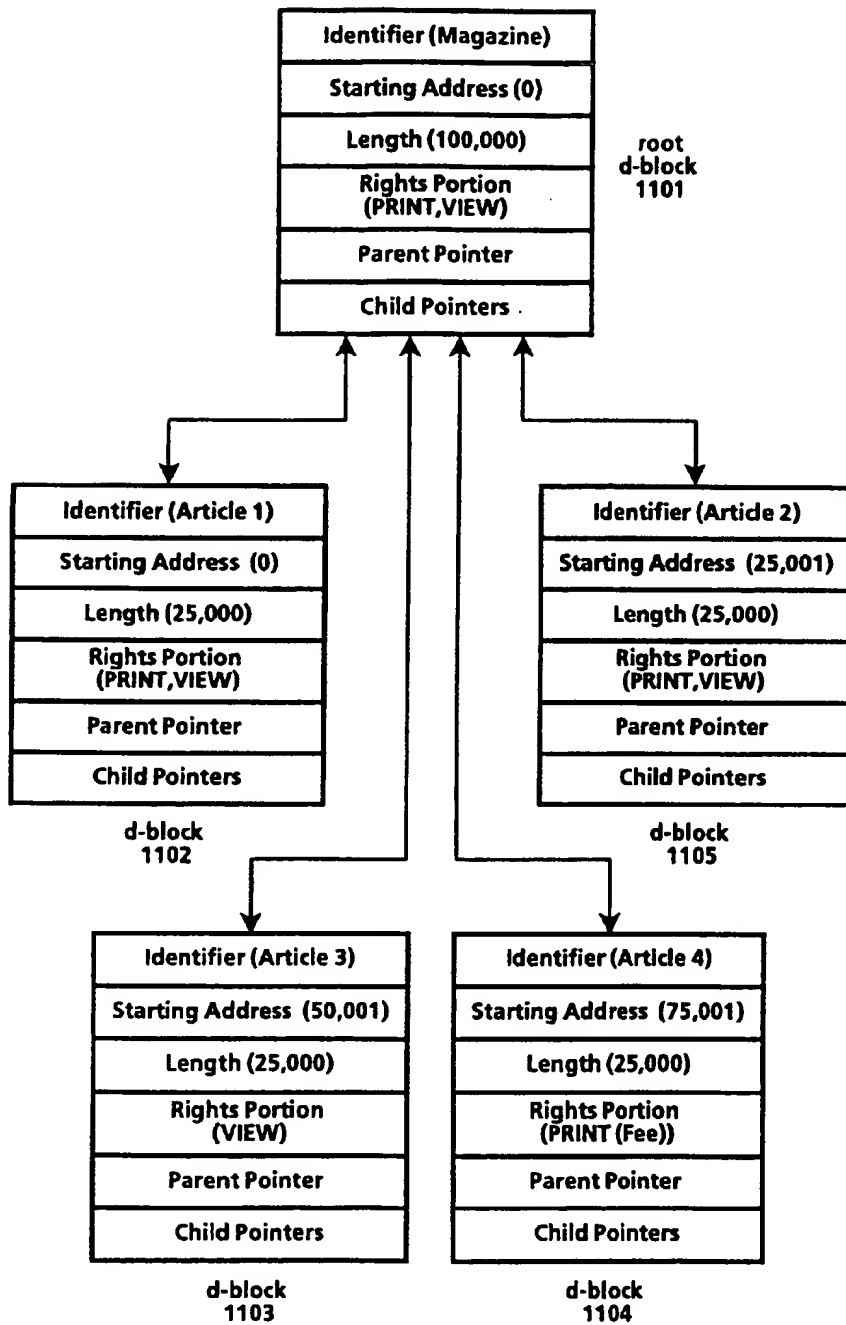 Identifier (Magazine)
Starting Address (0)
Length (100,000)
Rights Portion
(PRINT,VIEW)
Parent Pointer
Child Pointers
root
d-block
1101
Identifier (Article 1)
Starting Address (0)
Length (25,000)
Rights Portion
(PRINT,VIEW)
Parent Pointer
Child Pointers
d-block
1102
Identifier (Article 2)
Starting Address (25,001)
Length (25,000)
Rights Portion
(PRINT,VIEW)
Parent Pointer
Child Pointers
d-block
1105
Identifier (Article 3)
Starting Address (50,001)
Length (25,000)
Rights Portion
(VIEW)
Parent Pointer
Child Pointers
d-block
1103
Identifier (Article 4)
Starting Address (75,001)
Length (25,000)
Rights Portion
(PRINT (Fee))
Parent Pointer
Child Pointers
d-block
1104